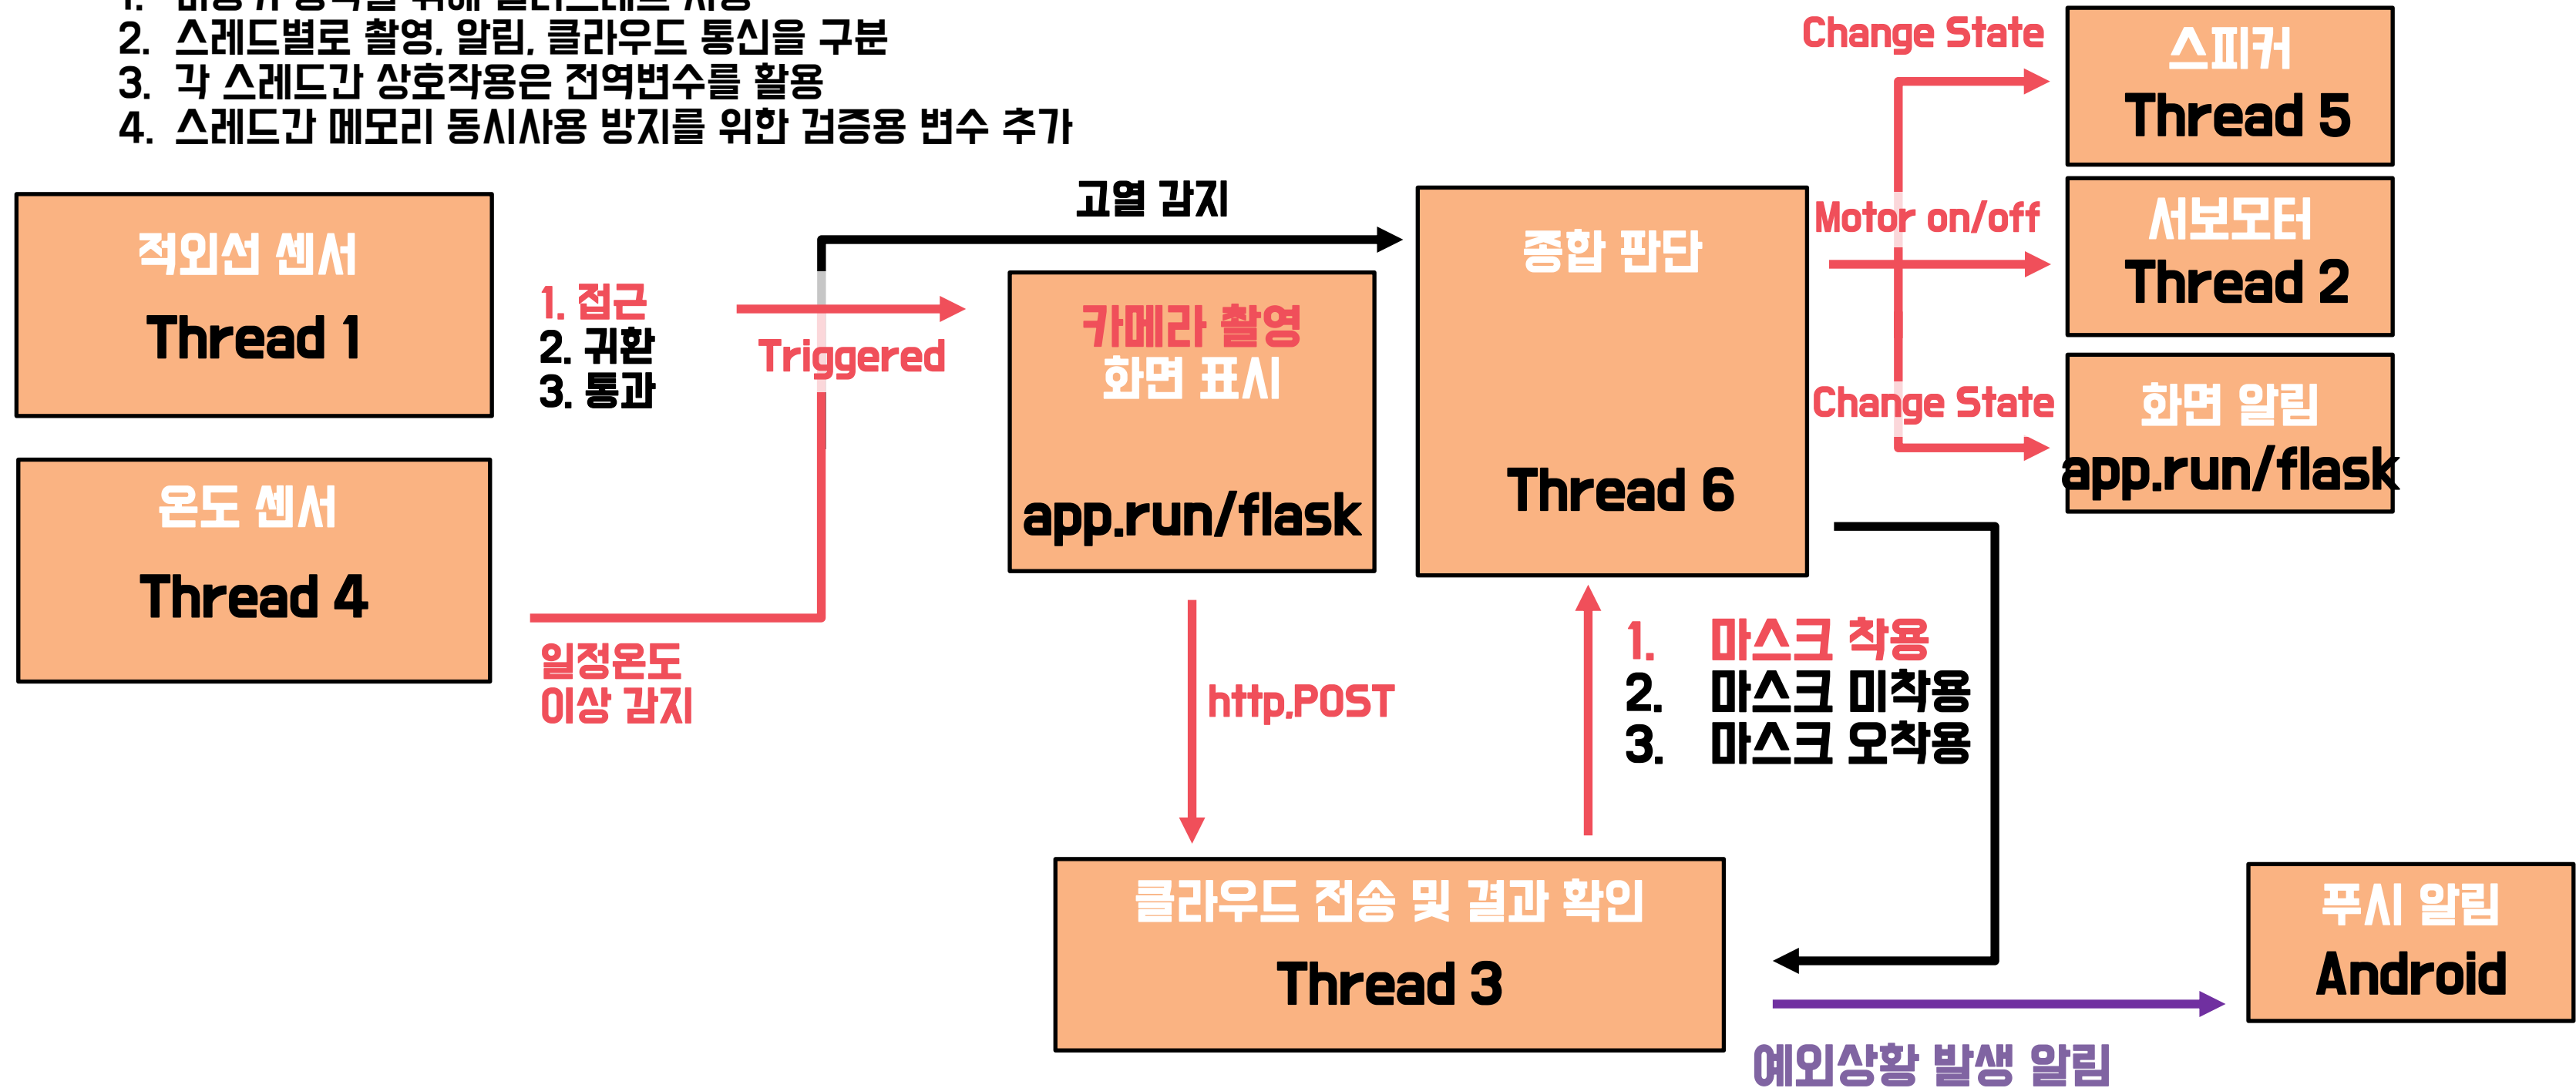 2. 스레드별로 촬영, 알림, 클라우드 통신을 구분
3. 각 스레드간 상호작용은 전역변수를 활용
4. 스레드간 메모리 동시사용 방지를 위한 검증용 변수 추가
적외선 센서
Thread 1
온도 센서
Thread 4
1. 접근
2. 귀환
3. 통과
Triggered
일정온도
이상 감지
고열 감지
카메라 촬영
화면 표시
app.run/flask
종합 판단
Thread 6
Change State
Motor on/off
Change State
스피커
Thread 5
서보모터
Thread 2
화면 알림
app.run/flask
http,POST
1. 마스크 착용
2. 마스크 미착용
3. 마스크 오착용
클라우드 전송 및 결과 확인
Thread 3
푸시 알림
Android
예외상황 발생 알림